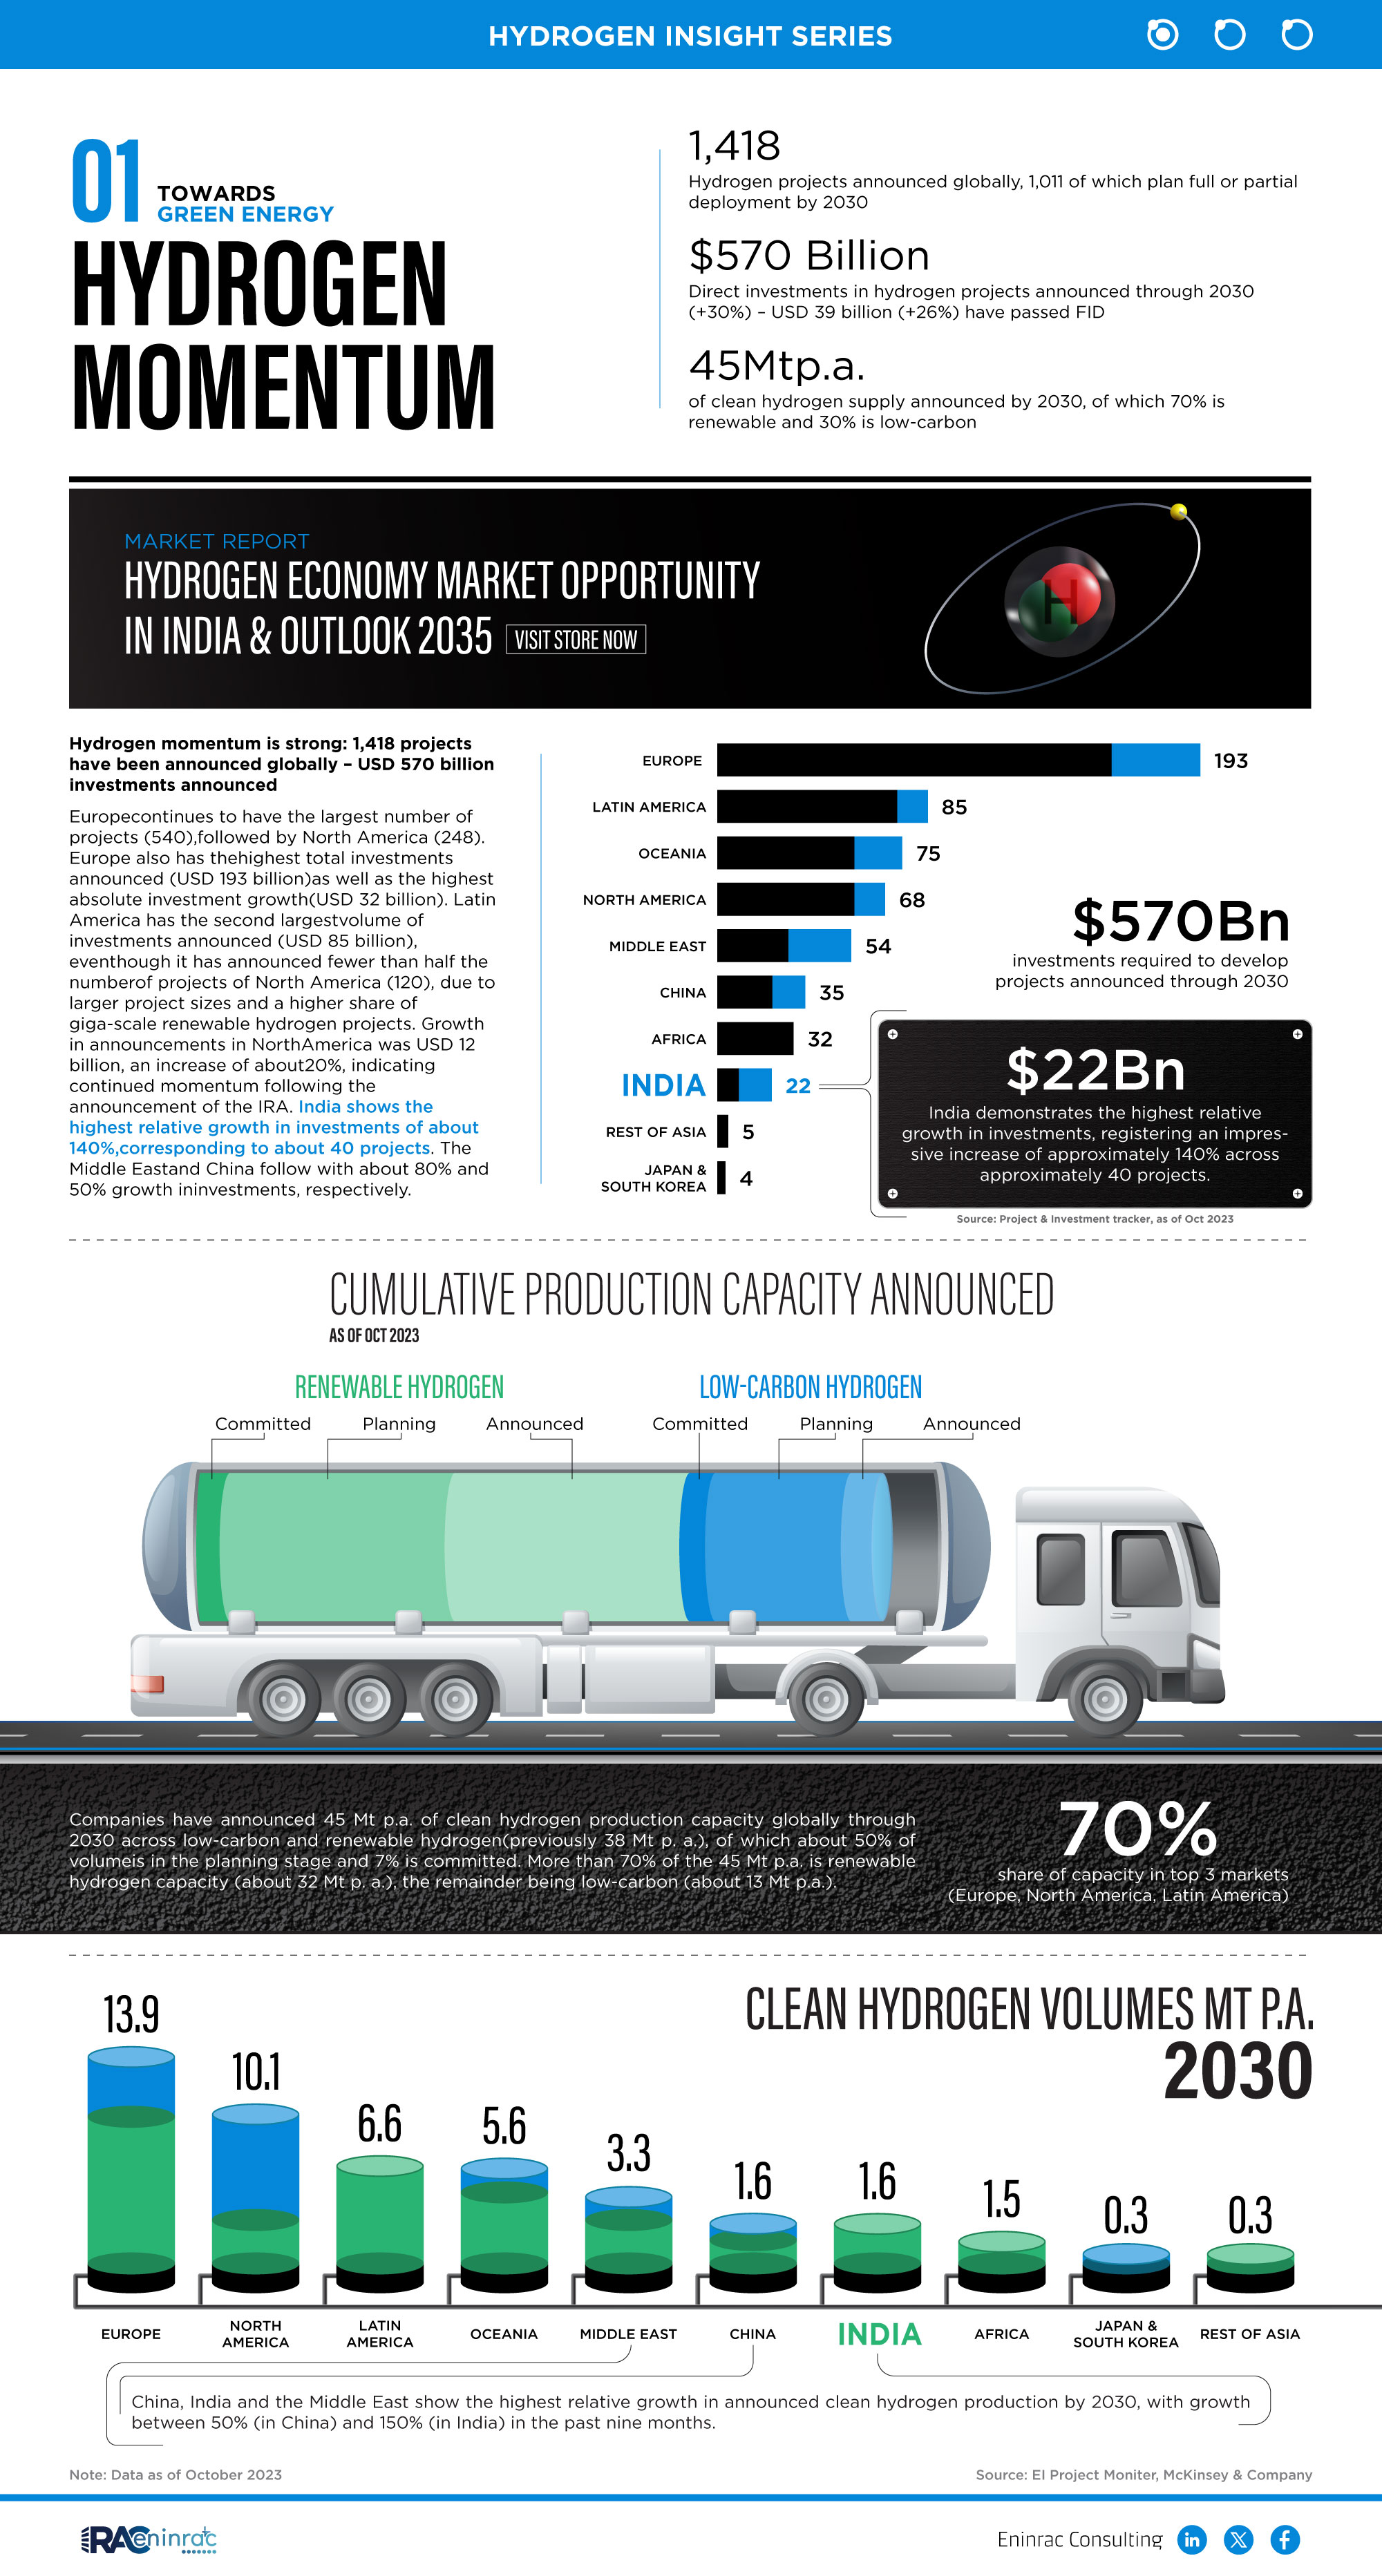 HYDROGEN INSIGHT SERIES
01
TOWARDS
GREEN ENERGY
HYDROGEN
MOMENTUM
1,418
Hydrogen projects announced globally, 1,011 of which plan full or partial
deployment by 2030
$570 Billion
Direct investments in hydrogen projects announced through 2030
(+30%) – USD 39 billion (+26%) have passed FID
45Mtp.a.
of clean hydrogen supply announced by 2030, of which 70% is
renewable and 30% is low-carbon
MARKET REPORT
HYDROGEN ECONOMY MARKET OPPORTUNITY
IN INDIA & OUTLOOK 2035 VISIT STORE NOW
H
Hydrogen momentum is strong: 1,418 projects
have been announced globally – USD 570 billion
investments announced
Europecontinues to have the largest number of
projects (540),followed by North America (248).
Europe also has thehighest total investments
announced (USD 193 billion)as well as the highest
absolute investment growth(USD 32 billion). Latin
America has the second largestvolume of
investments announced (USD 85 billion),
eventhough it has announced fewer than half the
numberof projects of North America (120), due to
larger project sizes and a higher share of
giga-scale renewable hydrogen projects. Growth
in announcements in NorthAmerica was USD 12
billion, an increase of about20%, indicating
continued momentum following the
announcement of the IRA. India shows the
highest relative growth in investments of about
140%,corresponding to about 40 projects. The
Middle Eastand China follow with about 80% and
50% growth ininvestments, respectively.
EUROPE 193
LATIN AMERICA 85
OCEANIA 75
NORTH AMERICA 68
MIDDLE EAST 54
CHINA 35
AFRICA 32
INDIA 22
REST OF ASIA 5
JAPAN &
SOUTH KOREA 4
$570Bn
investments required to develop
projects announced through 2030
$22Bn
India demonstrates the highest relative
growth in investments, registering an impres-
sive increase of approximately 140% across
approximately 40 projects.
Source: Project & Investment tracker, as of Oct 2023
CUMULATIVE PRODUCTION CAPACITY ANNOUNCED
AS OF OCT 2023
RENEWABLE HYDROGEN LOW-CARBON HYDROGEN
Committed Planning Announced Committed Planning Announced
Companies have announced 45 Mt p.a. of clean hydrogen production capacity globally through
2030 across low-carbon and renewable hydrogen(previously 38 Mt p. a.), of which about 50% of
volumeis in the planning stage and 7% is committed. More than 70% of the 45 Mt p.a. is renewable
hydrogen capacity (about 32 Mt p. a.), the remainder being low-carbon (about 13 Mt p.a.).
70%
share of capacity in top 3 markets
(Europe, North America, Latin America)
CLEAN HYDROGEN VOLUMES MT P.A.
2030
13.9 10.1 6.6 5.6 3.3 1.6 1.6 1.5 0.3 0.3
EUROPE
NORTH
AMERICA
LATIN
AMERICA
OCEANIA
MIDDLE EAST
CHINA
INDIA
AFRICA
JAPAN &
SOUTH KOREA
REST OF ASIA
China, India and the Middle East show the highest relative growth in announced clean hydrogen production by 2030, with growth
between 50% (in China) and 150% (in India) in the past nine months.
Note: Data as of October 2023
Source: EI Project Moniter, McKinsey & Company
eninrac
Eninrac Consulting in X f